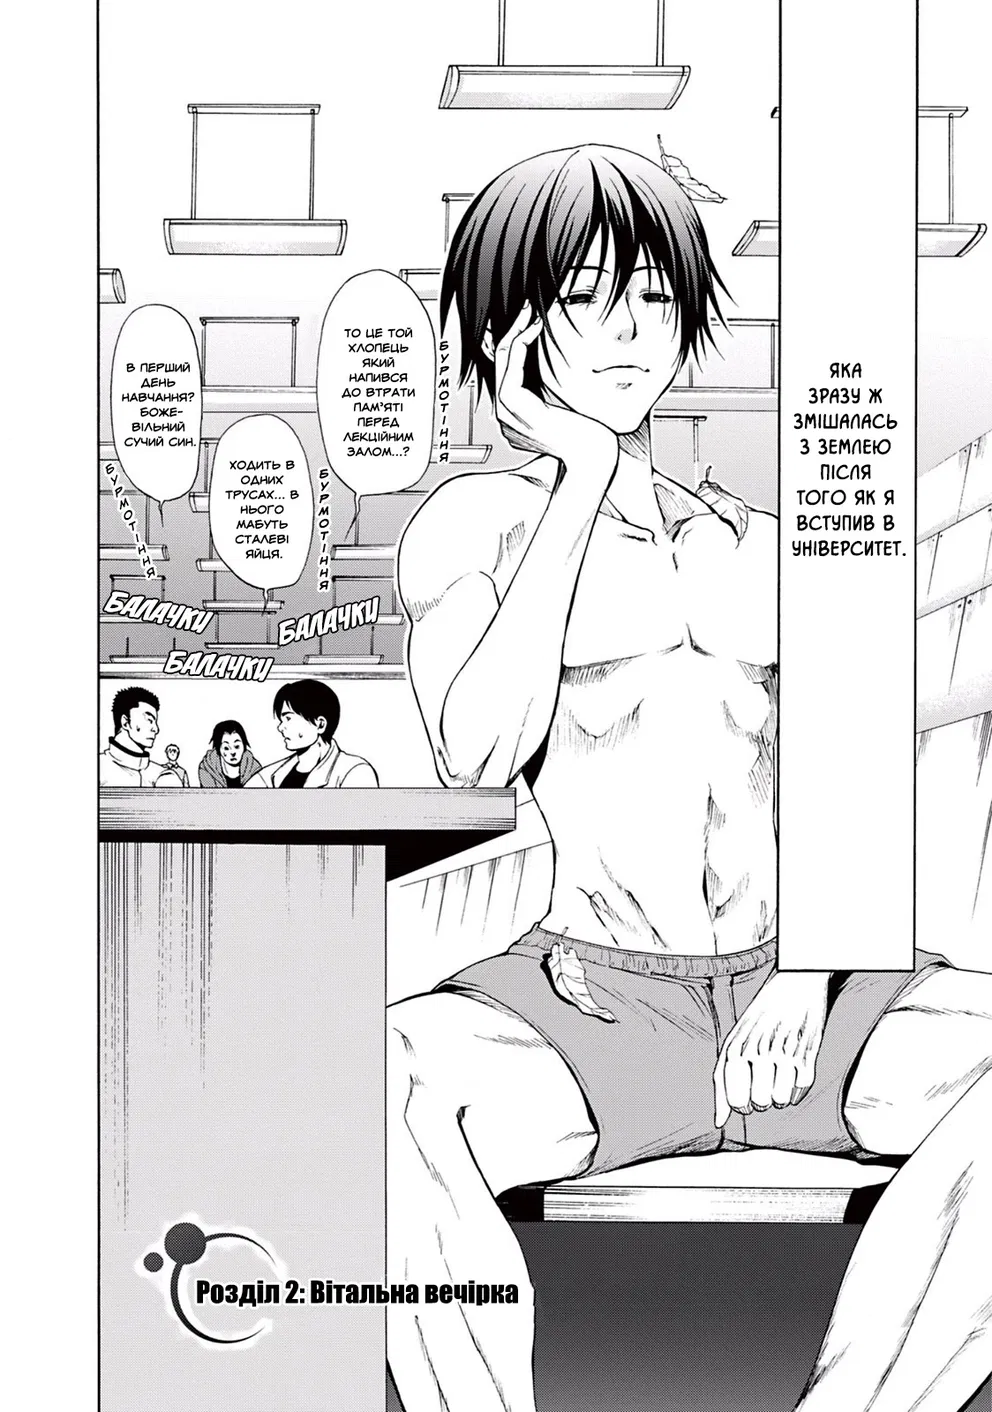 ЯКА
ЗРАЗУ Ж
ЗМІШАЛАСЬ
З ЗЕМЛЕЮ
ПІСЛЯ
ТОГО ЯК Я
ВСТУПИВ В
УНІВЕРСИТЕТ.
ТО ЦЕ ТОЙ
ХЛОПЕЦЬ
ЯКИЙ
НАПИВСЯ
ДО ВТРАТИ
ПАМ'ЯТІ
ПЕРЕД
ЛЕКЦІЙНИМ
ЗАЛОМ...?
БУРМОТІННЯ
ХОДИТЬ В
ОДНИХ
ТРУСАХ... В
НЬОГО
МАБУТЬ
СТАЛЕВІ
ЯЙЦЯ.
БУРМОТІННЯ
В ПЕРШИЙ
ДЕНЬ
НАВЧАННЯ?
БОЖЕ-
ВІЛЬНИЙ
СУЧИЙ СИН.
БУРМОТІННЯ
БАЛАЧКИ
БАЛАЧКИ
БАЛАЧКИ
Розділ 2: Вітальна вечірка